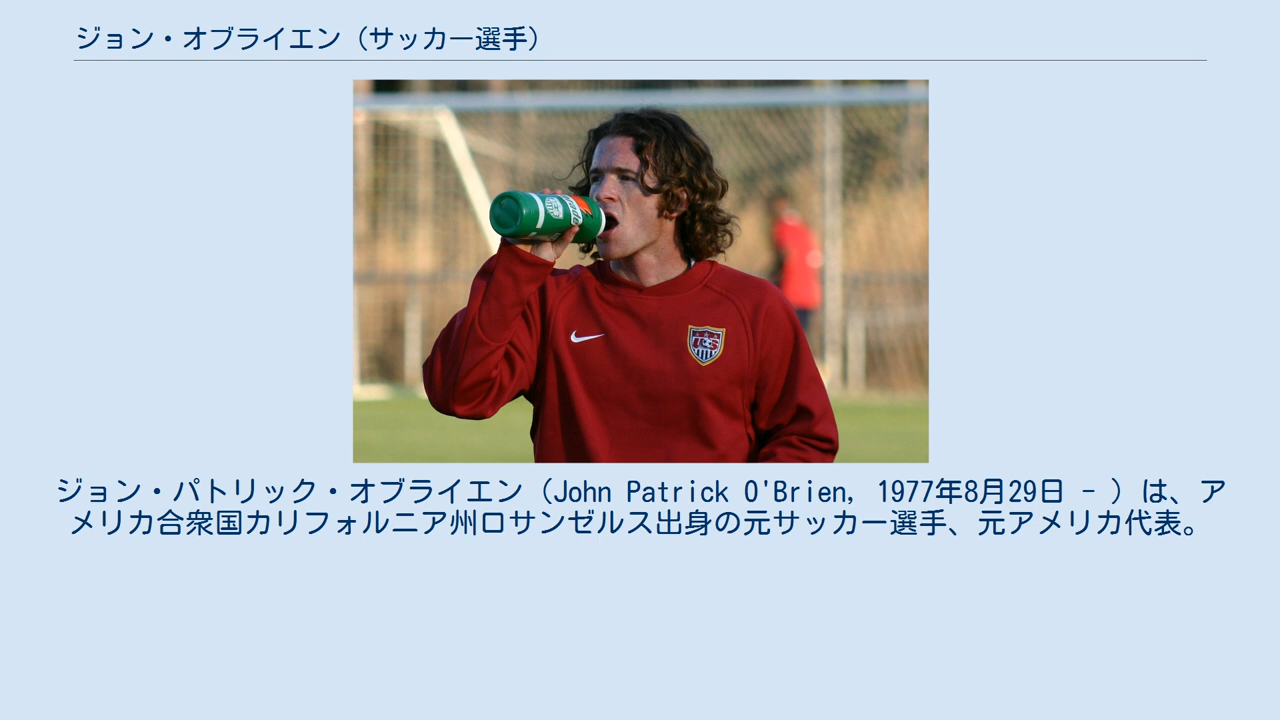 ジョン・オブライエン（サッカー選手）
ジョン・パトリック・オブライエン（John Patrick O'Brien, 1977年8月29日 - ）は、ア
メリカ合衆国カリフォルニア州ロサンゼルス出身の元サッカー選手、元アメリカ代表。